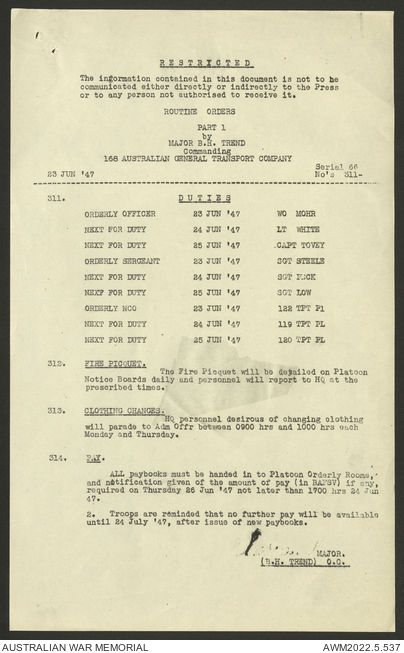 RESTRICTED
The information contained in this document is not to be
communicated either directly or indirectly to the Press
or to any person not authorised to receive it.
ROUTINE ORDERS
PART 1
by
MAJOR B.H. TREND
Commanding
168 AUSTRALIAN GENERAL TRANSPORT COMPANY
Serial 66
23 JUN '47 No's 311-
311. DUTIES
ORDERLY OFFICER 23 JUN '47 WO MOHR
NEXT FOR DUTY 24 JUN '47 LT WHITE
NEXT FOR DUTY 25 JUN '47 CAPT TOVEY
ORDERLY SERGEANT 23 JUN '47 SGT STEELE
NEXT FOR DUTY 24 JUN '47 SGT
NEXT FOR DUTY 25 JUN '47 SGT LOW
ORDERLY NCO 23 JUN '47 122 TPT Pl
NEXT FOR DUTY 24 JUN '47 119 TPT PL
NEXT FOR DUTY 25 JUN '47 120 TPT PL
312. FIRE PICQUET.
The Fire Picquet will be detailed on Platoon
Notice Boards daily and personnel will report to HQ at the
prescribed times.
313. CLOTHING CHANGES.
HQ personnel desirous of changing clothing
will parade to Adm Offr between 0900 hrs and 1000 hrs each
Monday and Thursday.
314. PAY.
ALL paybooks must be handed in to Platoon Orderly Rooms,
and notification given of the amount of pay (in BAFSV) if any,
required on Thursday 26 Jun '47 not later than 1700 hrs 24 Jun
47.
2. Troops are reminded that no further pay will be available
until 24 July '47, after issue of new paybooks.
MAJOR.
(B.H. TREND) O.C.
AUSTRALIAN WAR MEMORIAL AWM2022.5.537